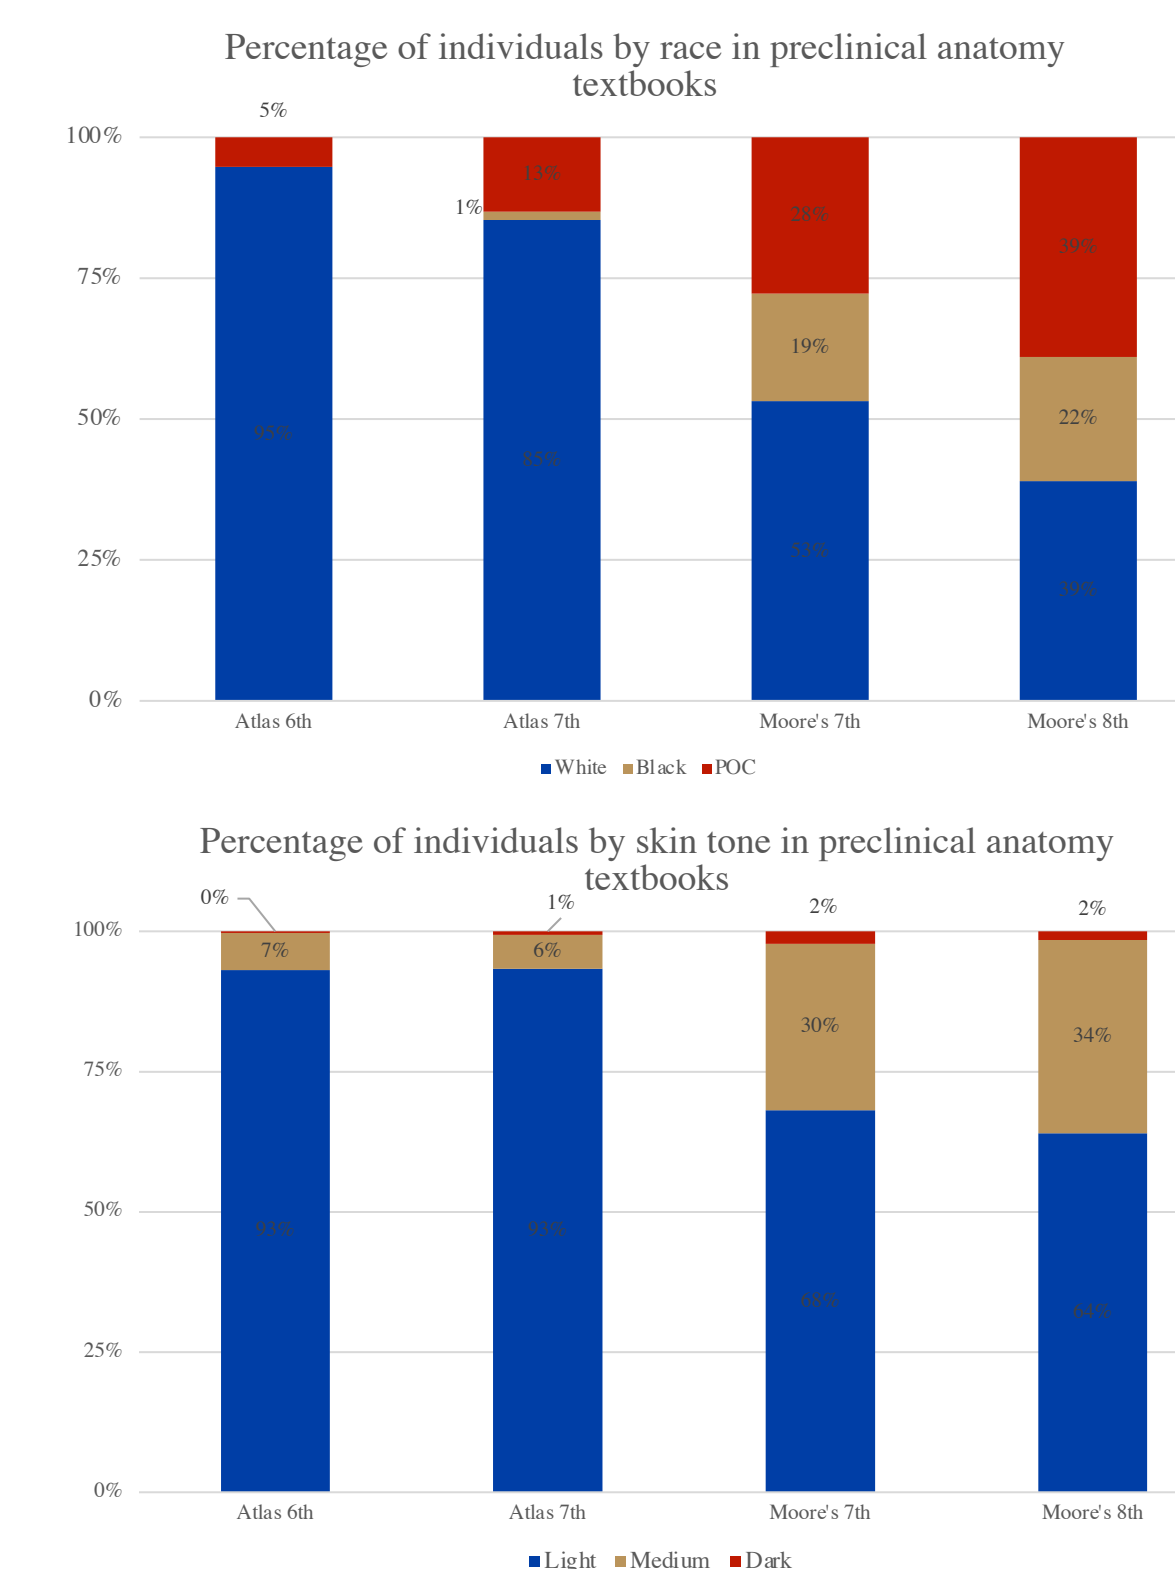 Percentage of individuals by race in preclinical anatomy
textbooks
5%
100%
13%
1%
28%
39%
75%
19%
50%
95%
22%
85%
53%
25%
39%
0%
Atlas 6th Atlas 7th Moore's 7th Moore's 8th
White Black POC
Percentage of individuals by skin tone in preclinical anatomy
textbooks
0% 1% 2% 2%
100%
7% 6%
30% 34%
75%
50%
93% 93%
68% 64%
25%
0%
Atlas 6th Atlas 7th Moore's 7th Moore's 8th
Light Medium Dark